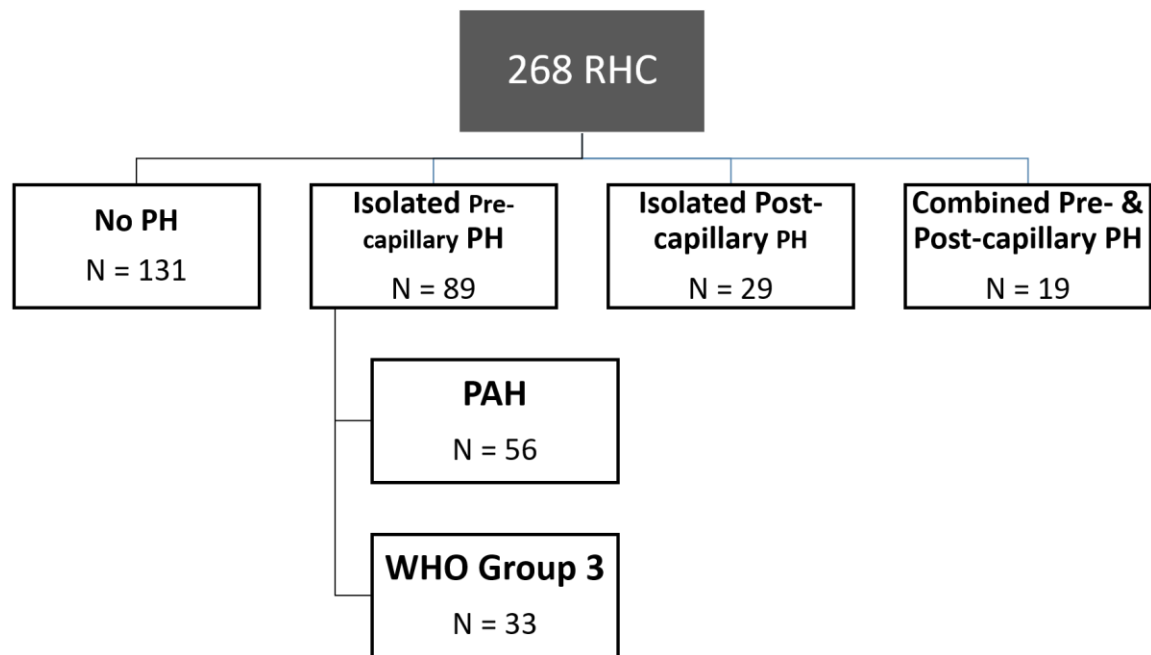 268 RHC
No PH
N = 131
Isolated Pre-
capillary PH
N = 89
Isolated Post-
capillary PH
N = 29
Combined Pre- &
Post-capillary PH
N = 19
PAH
N = 56
WHO Group 3
N = 33